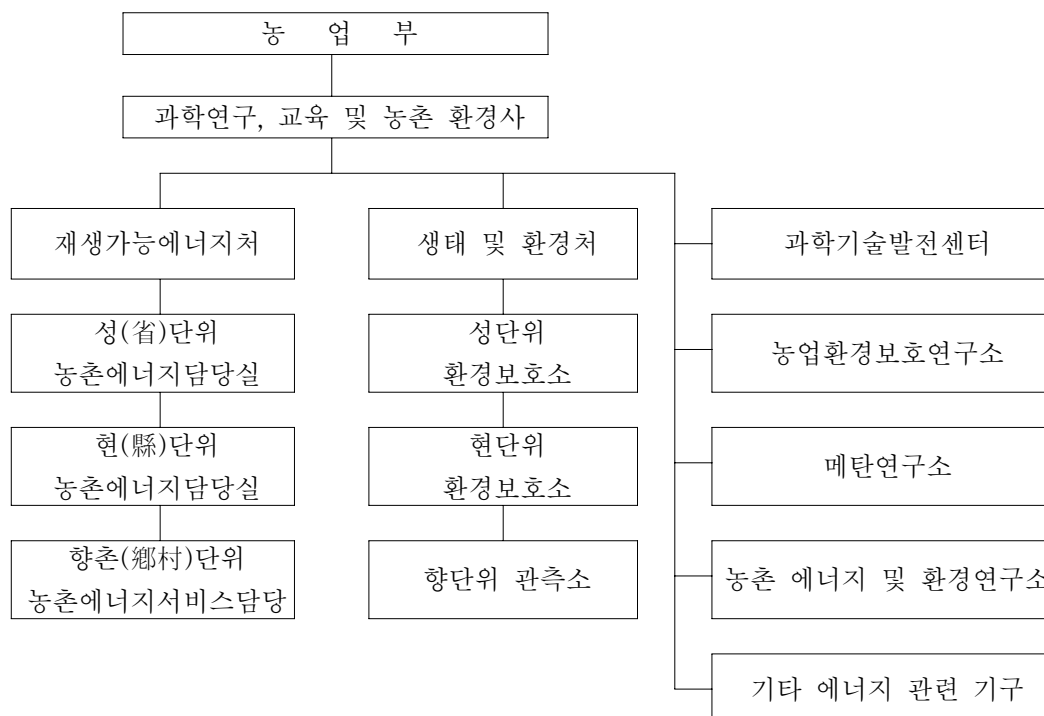 농 업 부
과학연구, 교육 및 농촌 환경사
재생가능에너지처
생태 및 환경처
과학기술발전센터
성(省)단위
농촌에너지담당실
성단위
환경보호소
농업환경보호연구소
현(縣)단위
농촌에너지담당실
현단위
환경보호소
메탄연구소
향촌(鄕村)단위
농촌에너지서비스담당
향단위 관측소
농촌 에너지 및 환경연구소
기타 에너지 관련 기구